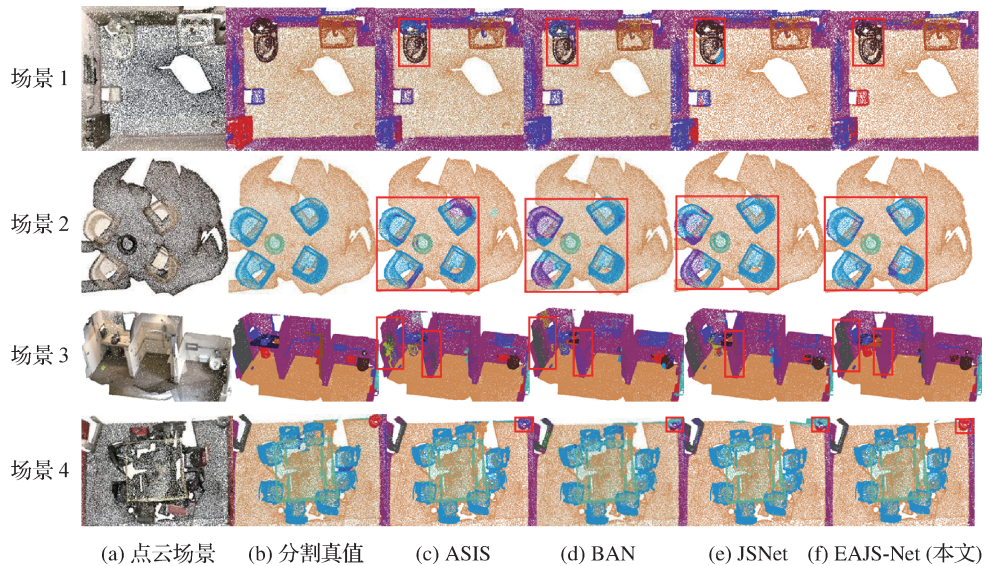 场景 1
场景 2
场景 3
场景 4
(a) 点云场景 (b) 分割真值 (c) ASIS (d) BAN (e) JSNet (f) EAJS-Net (本文)